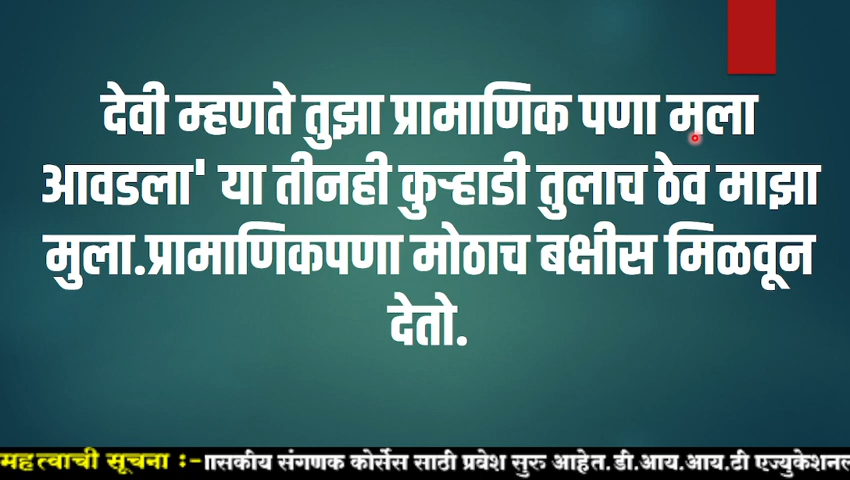 देवी म्हणते तुझा प्रामाणिक पणा मला
आवडला' या तीनही कुऱ्हाडी तुलाच ठेव माझा
मुला.प्रामाणिकपणा मोठाच बक्षीस मिळवून
देतो.
महत्वाची सूचना :- ासकीय संगणक कोर्सेस साठी प्रवेश सुरु आहेत.डी.आय.आय.टी एज्युकेशनल